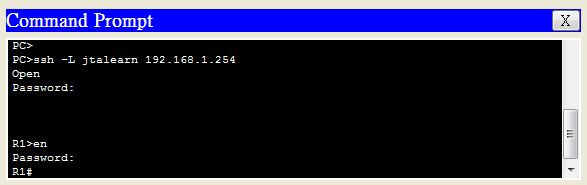 Command Prompt X
PC>
PC>ssh -L jtalearn 192.168.1.254
Open
Password:
R1>en
Password:
R1#